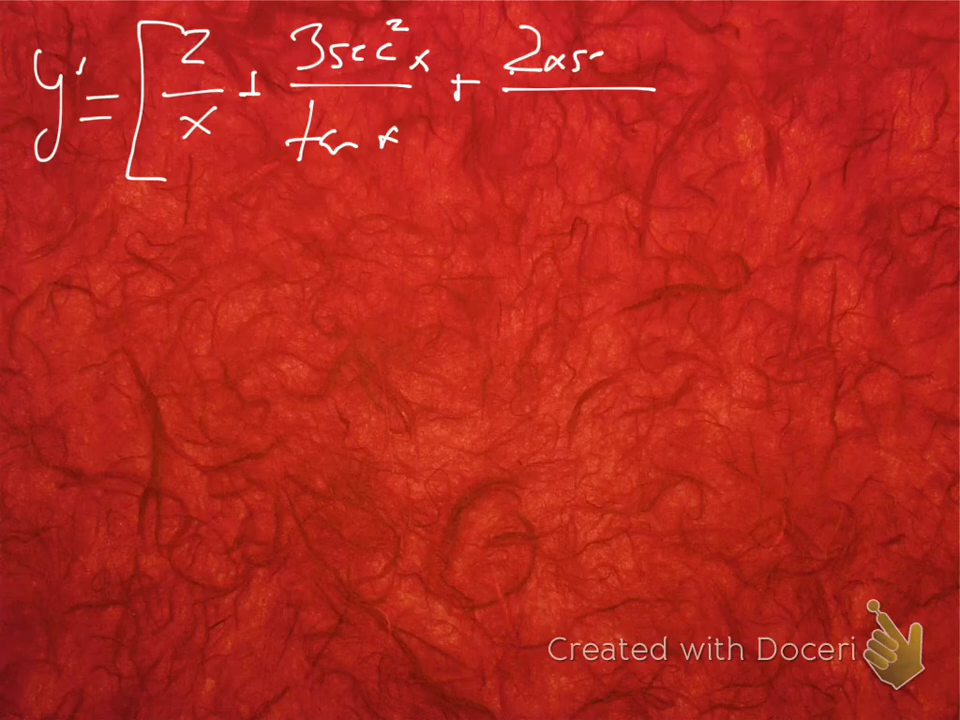 y' = [ 2/x + 3sec²x / tan x + 2cos
Created with Doceri